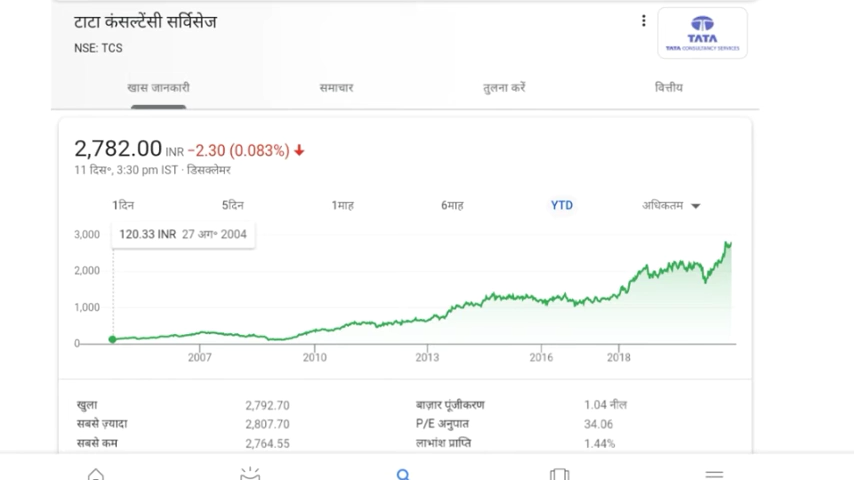 टाटा कंसल्टेंसी सर्विसेज
NSE: TCS
TATA
TATA CONSULTANCY SERVICES
खास जानकारी समाचार तुलना करें वित्तीय
2,782.00 INR −2.30 (0.083%)
11 दिस॰, 3:30 pm IST · डिसक्लेमर
1दिन 5दिन 1माह 6माह YTD अधिकतम
120.33 INR 27 अग॰ 2004
3,000
2,000
1,000
0
2007 2010 2013 2016 2018
खुला 2,792.70 बाज़ार पूंजीकरण 1.04 नील
सबसे ज़्यादा 2,807.70 P/E अनुपात 34.06
सबसे कम 2,764.55 लाभांश प्राप्ति 1.44%